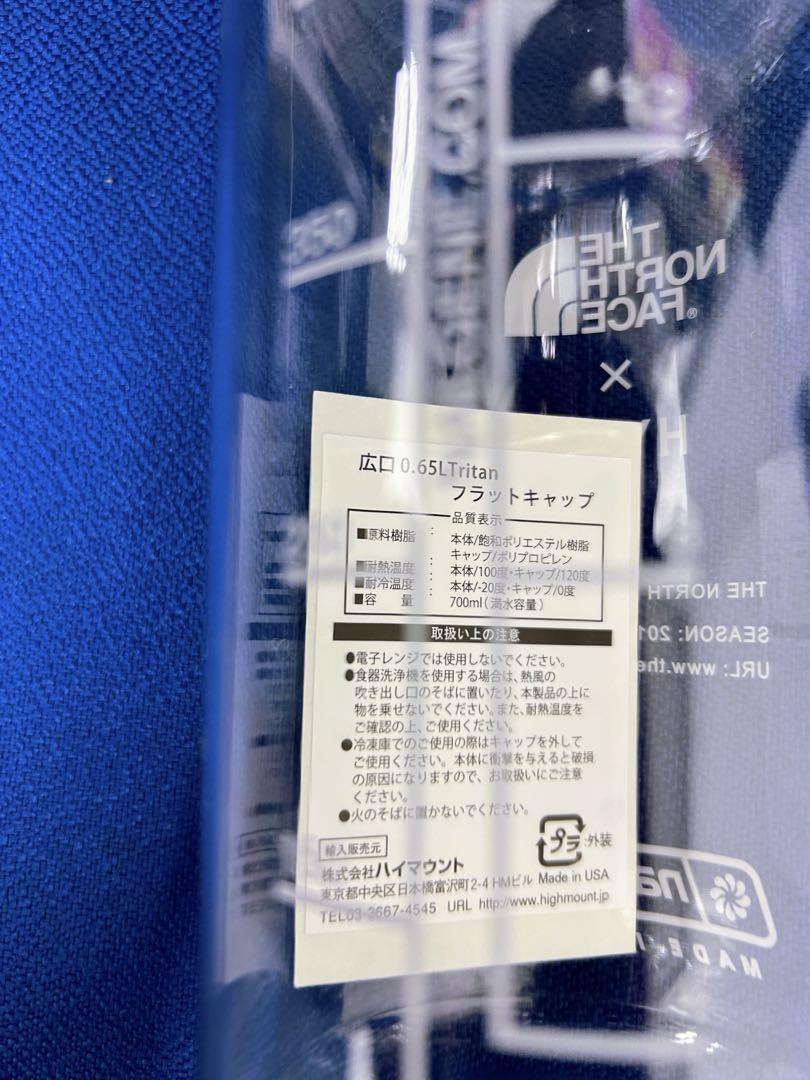 350
THE
NORTH
FACE®
×
H
広口 0.65LTritan
フラットキャップ
品質表示
■原料樹脂 : 本体/飽和ポリエステル樹脂
キャップ/ポリプロピレン
■耐熱温度 : 本体/100度・キャップ/120度
■耐冷温度 : 本体/-20度・キャップ/0度
■容 量 : 700ml(満水容量)
取扱い上の注意
●電子レンジでは使用しないでください。
●食器洗浄機を使用する場合は、熱風の
吹き出し口のそばに置いたり、本製品の上に
物を乗せないでください。また、耐熱温度を
ご確認の上、ご使用ください。
●冷凍庫でのご使用の際はキャップを外して
ご使用ください。本体に衝撃を与えると破損
の原因になりますので、お取扱いにご注意
ください。
●火のそばに置かないでください。
プラ :外装
輸入販売元
株式会社ハイマウント
東京都中央区日本橋富沢町2-4 HMビル Made in USA
TEL03-3667-4545 URL http://www.highmount.jp
THE NORTH
SEASON: 201
URL: www.the
na
MADE I